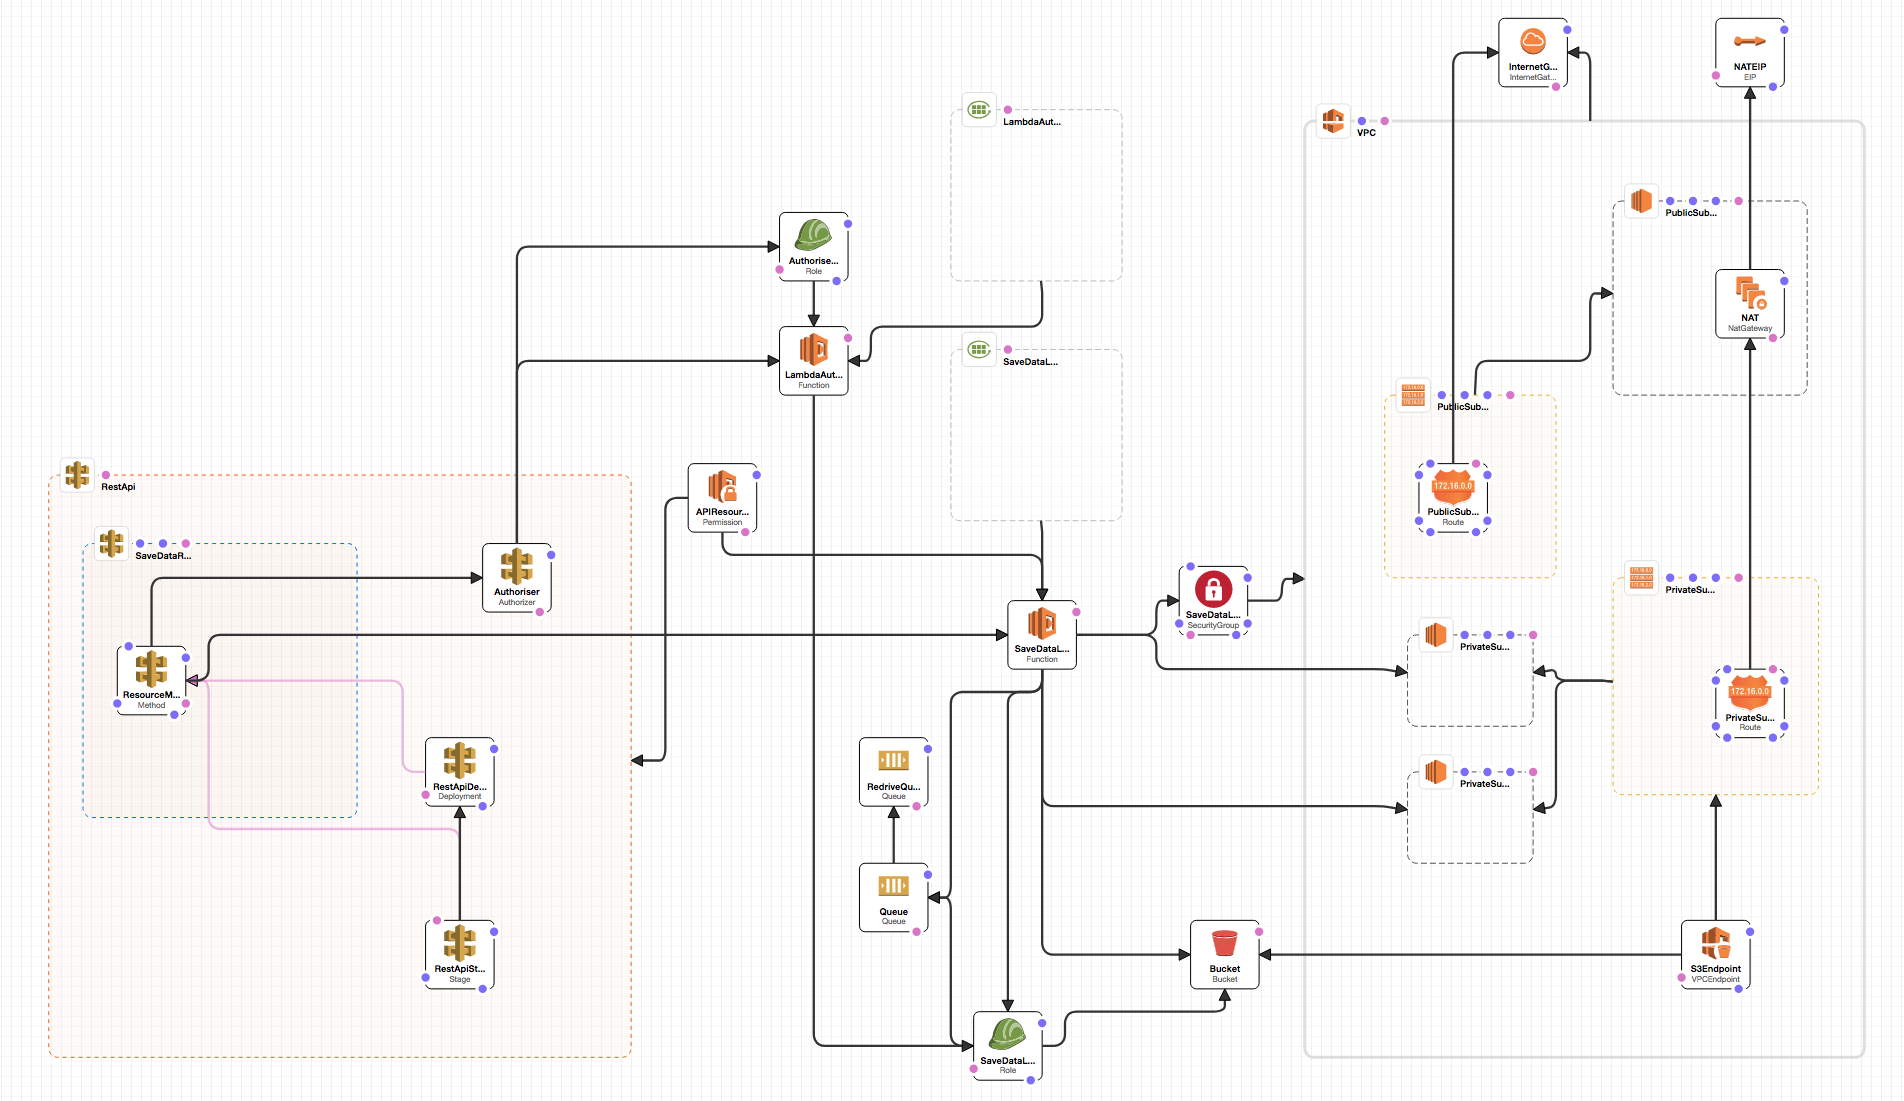 InternetG...
InternetGat...
NATEIP
EIP
LambdaAut...
VPC
PublicSub...
Authorise...
Role
NAT
NatGateway
LambdaAut...
Function
SaveDataL...
PublicSub...
RestApi
APIResour...
Permission
172.16.0.0
PublicSub...
Route
SaveDataR...
Authoriser
Authorizer
PrivateSu...
SaveDataL...
SecurityGroup
SaveDataL...
Function
PrivateSu...
ResourceM...
Method
172.16.0.0
PrivateSu...
Route
RestApiDe...
Deployment
RedriveQu...
Queue
PrivateSu...
Queue
Queue
RestApiSt...
Stage
Bucket
Bucket
S3Endpoint
VPCEndpoint
SaveDataL...
Role